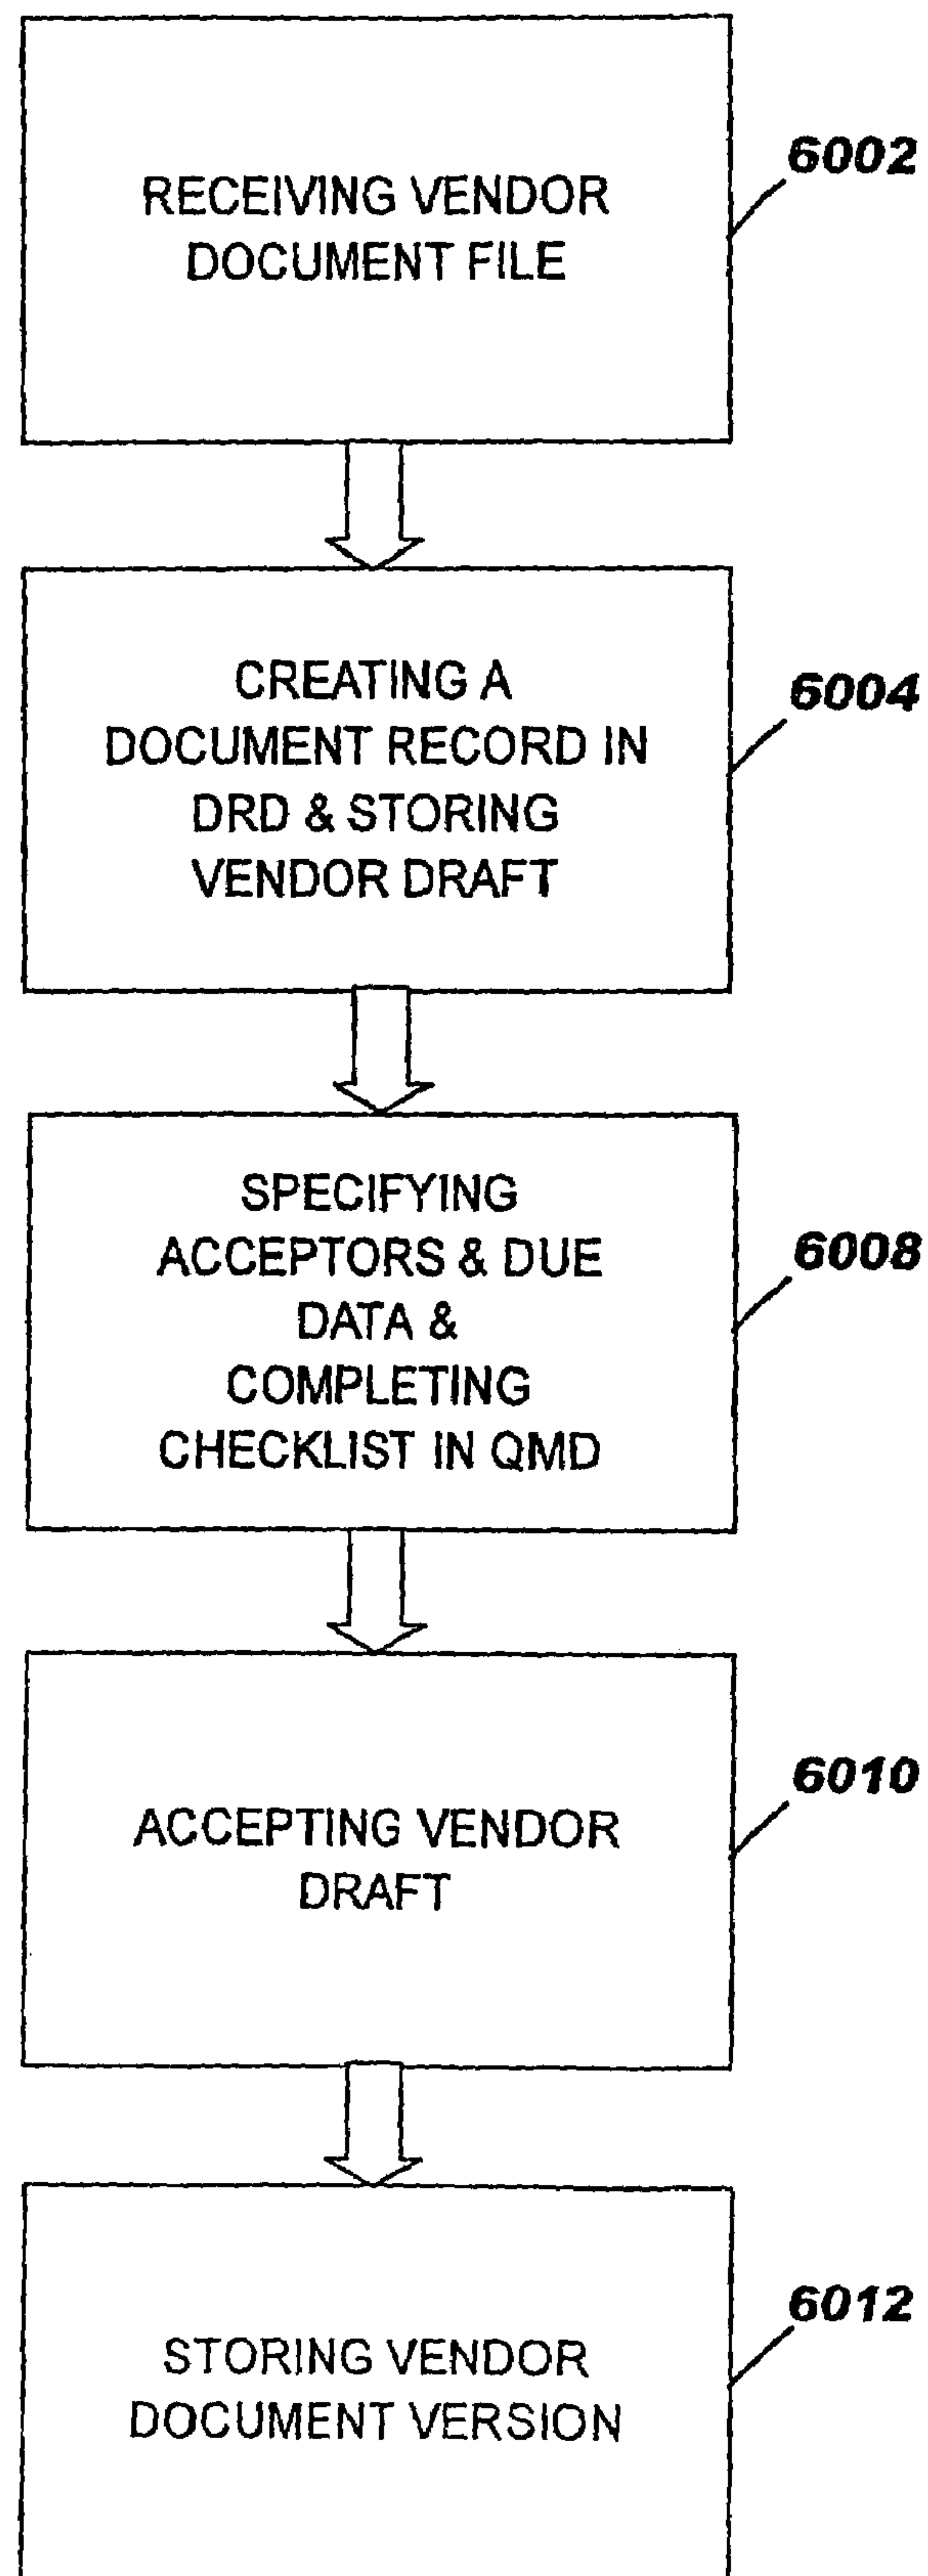 RECEIVING VENDOR
DOCUMENT FILE
6002
CREATING A
DOCUMENT RECORD IN
DRD & STORING
VENDOR DRAFT
6004
SPECIFYING
ACCEPTORS & DUE
DATA &
COMPLETING
CHECKLIST IN QMD
6008
ACCEPTING VENDOR
DRAFT
6010
STORING VENDOR
DOCUMENT VERSION
6012